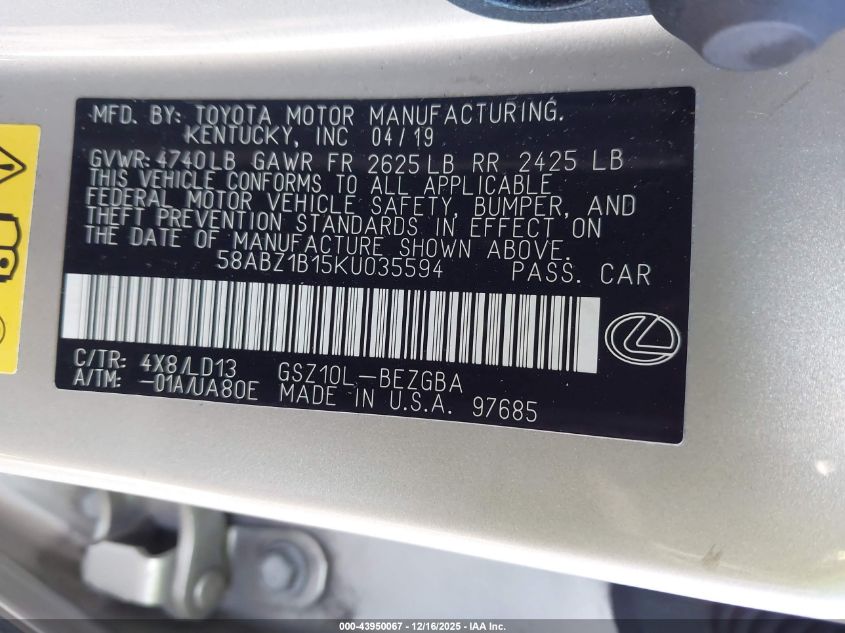 MFD. BY: TOYOTA MOTOR MANUFACTURING.
KENTUCKY, INC 04/19
GVWR: 4740LB GAWR FR 2625 LB RR 2425 LB
THIS VEHICLE CONFORMS TO ALL APPLICABLE
FEDERAL MOTOR VEHICLE SAFETY, BUMPER, AND
THEFT PREVENTION STANDARDS IN EFFECT ON
THE DATE OF MANUFACTURE SHOWN ABOVE.
58ABZ1B15KU035594 PASS. CAR
C/TR: 4X8/LD13 GSZ10L-BEZGBA
A/TM: -01A/UA80E MADE IN U.S.A. 97685
000-43950067 - 12/16/2025 - IAA Inc.